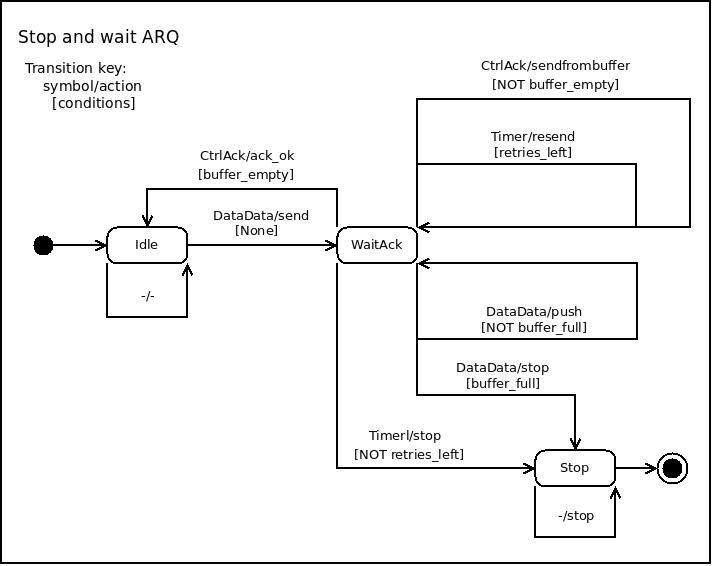 Stop and wait ARQ
Transition key:
symbol/action
[conditions]
CtrlAck/sendfrombuffer
[NOT buffer_empty]
Timer/resend
[retries_left]
CtrlAck/ack_ok
[buffer_empty]
DataData/send
[None]
Idle
WaitAck
-/-
DataData/push
[NOT buffer_full]
DataData/stop
[buffer_full]
Timerl/stop
[NOT retries_left]
Stop
-/stop